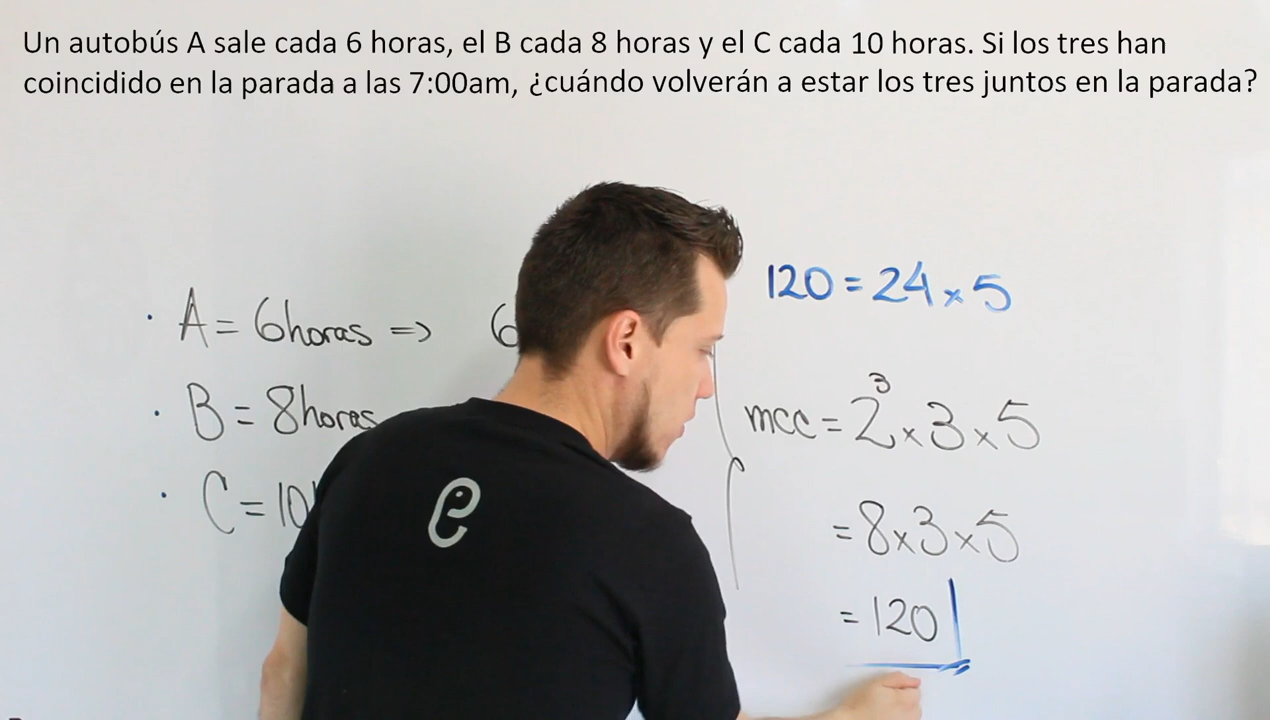 Un autobús A sale cada 6 horas, el B cada 8 horas y el C cada 10 horas. Si los tres han
coincidido en la parada a las 7:00am, ¿cuándo volverán a estar los tres juntos en la parada?
120 = 24 x 5
· A = 6horas => 6
· B = 8horas
· C = 10
mcc = 2³ x 3 x 5
= 8 x 3 x 5
= 120